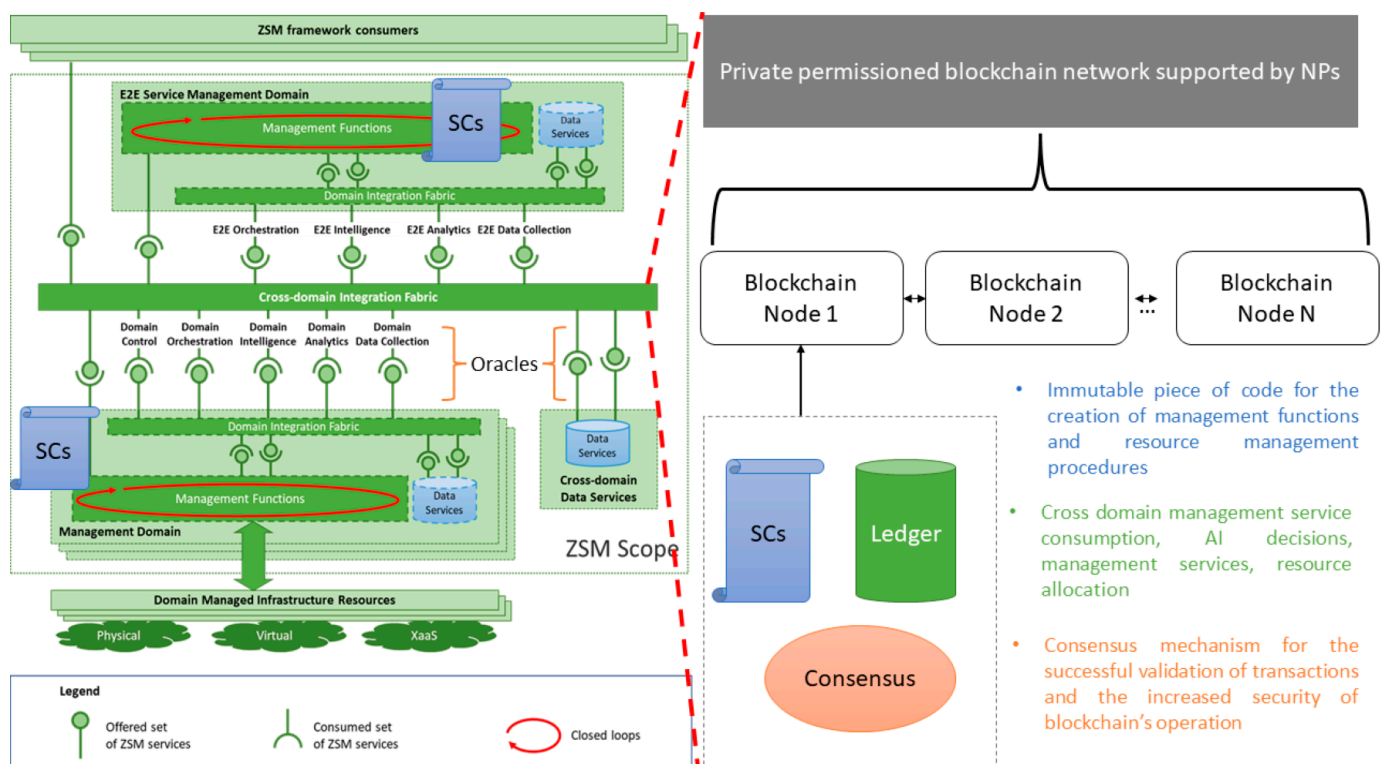 ZSM framework consumers
E2E Service Management Domain
Management Functions
SCs
Data
Services
Domain Integration Fabric
E2E Orchestration
E2E Intelligence
E2E Analytics
E2E Data Collection
Cross-domain Integration Fabric
Domain
Control
Domain
Orchestration
Domain
Intelligence
Domain
Analytics
Domain
Data Collection
Oracles
SCs
Domain Integration Fabric
Management Functions
Data
Services
Management Domain
Data
Services
Cross-domain
Data Services
ZSM Scope
Domain Managed Infrastructure Resources
Physical
Virtual
XaaS
Legend
Offered set
of ZSM services
Consumed set
of ZSM services
Closed loops
Private permissioned blockchain network supported by NPs
Blockchain
Node 1
Blockchain
Node 2
...
Blockchain
Node N
SCs
Ledger
Consensus
• Immutable piece of code for the
creation of management functions
and resource management
procedures
• Cross domain management service
consumption, AI decisions,
management services, resource
allocation
• Consensus mechanism for the
successful validation of transactions
and the increased security of
blockchain's operation